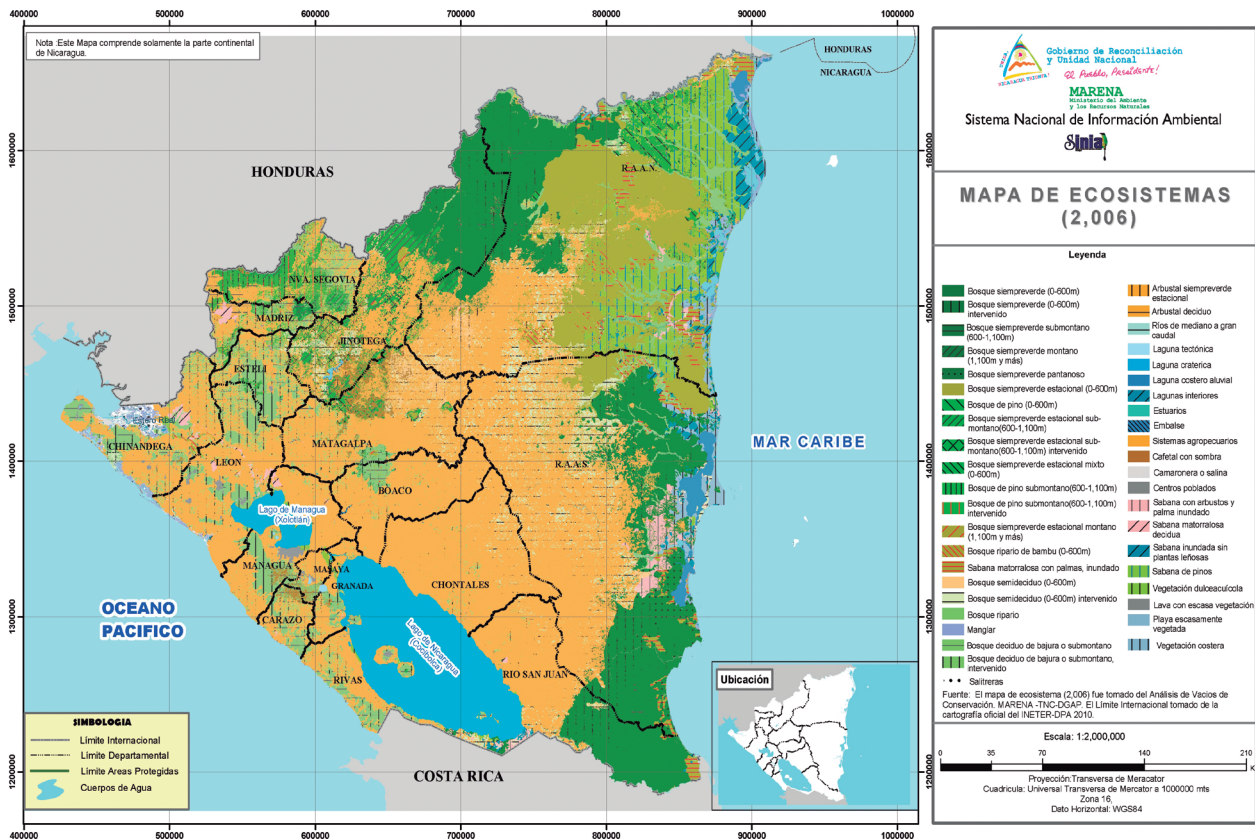 400000 500000 600000 700000 800000 900000 1000000
Nota :Este Mapa comprende solamente la parte continental
de Nicaragua.
HONDURAS
NICARAGUA
1600000
1500000
1400000
1300000
1200000
HONDURAS
R.A.A.N.
NVA. SEGOVIA
MADRIZ
JINOTEGA
ESTELI
Estero Real
CHINANDEGA
LEON
MATAGALPA
BOACO
R.A.A.S.
MAR CARIBE
Lago de Managua
(Xolotlán)
MANAGUA
MASAYA
GRANADA
CHONTALES
CARAZO
OCEANO
PACIFICO
Lago de Nicaragua
(Cocibolca)
RIVAS
RIO SAN JUAN
COSTA RICA
SIMBOLOGIA
Límite Internacional
Límite Departamental
Límite Areas Protegidas
Cuerpos de Agua
Ubicación
1600000
1500000
1400000
1300000
1200000
400000 500000 600000 700000 800000 900000 1000000
Gobierno de Reconciliación
y Unidad Nacional
El Pueblo, Presidente!
MARENA
Ministerio del Ambiente
y los Recursos Naturales
Sistema Nacional de Información Ambiental
Sinia
MAPA DE ECOSISTEMAS
(2,006)
Leyenda
Bosque siempreverde (0-600m)
Bosque siempreverde (0-600m)
intervenido
Bosque siempreverde submontano
(600-1,100m)
Bosque siempreverde montano
(1,100m y más)
Bosque siempreverde pantanoso
Bosque siempreverde estacional (0-600m)
Bosque de pino (0-600m)
Bosque siempreverde estacional sub-
montano(600-1,100m)
Bosque siempreverde estacional sub-
montano(600-1,100m) intervenido
Bosque siempreverde estacional mixto
(0-600m)
Bosque de pino submontano(600-1,100m)
Bosque de pino submontano(600-1,100m)
intervenido
Bosque siempreverde estacional montano
(1,100m y más)
Bosque ripario de bambu (0-600m)
Sabana matorralosa con palmas, inundado
Bosque semideciduo (0-600m)
Bosque semideciduo (0-600m) intervenido
Bosque ripario
Manglar
Bosque deciduo de bajura o submontano
Bosque deciduo de bajura o submontano,
intervenido
Salitreras
Arbustal siempreverde
estacional
Arbustal deciduo
Ríos de mediano a gran
caudal
Laguna tectónica
Laguna craterica
Laguna costero aluvial
Lagunas interiores
Estuarios
Embalse
Sistemas agropecuarios
Cafetal con sombra
Camaronera o salina
Centros poblados
Sabana con arbustos y
palma inundado
Sabana matorralosa
decidua
Sabana inundada sin
plantas leñosas
Sabana de pinos
Vegetación dulceacuícola
Lava con escasa vegetación
Playa escasamente
vegetada
Vegetación costera
Fuente: El mapa de ecosistema (2,006) fue tomado del Análisis de Vacios de
Conservación. MARENA -TNC-DGAP. El Límite Internacional tomado de la
cartografía oficial del INETER-DPA 2010.
Escala: 1:2,000,000
0 35 70 140 210
K
Proyección:Transversa de Meracator
Cuadricula: Universal Transversa de Mercator a 1000000 mts
Zona 16,
Dato Horizontal: WGS84